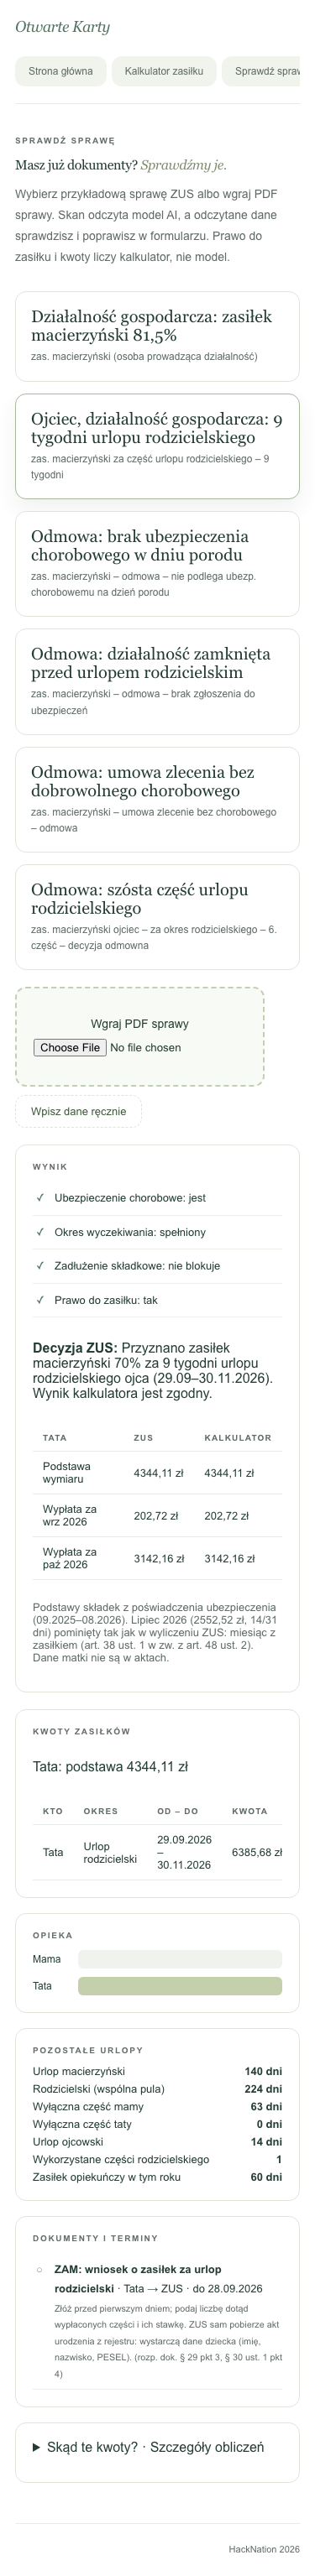 Otwarte Karty
Strona główna
Kalkulator zasiłku
Sprawdź spraw
SPRAWDŹ SPRAWĘ
Masz już dokumenty? Sprawdźmy je.
Wybierz przykładową sprawę ZUS albo wgraj PDF
sprawy. Skan odczyta model AI, a odczytane dane
sprawdzisz i poprawisz w formularzu. Prawo do
zasiłku i kwoty liczy kalkulator, nie model.
Działalność gospodarcza: zasiłek
macierzyński 81,5%
zas. macierzyński (osoba prowadząca działalność)
Ojciec, działalność gospodarcza: 9
tygodni urlopu rodzicielskiego
zas. macierzyński za część urlopu rodzicielskiego – 9
tygodni
Odmowa: brak ubezpieczenia
chorobowego w dniu porodu
zas. macierzyński – odmowa – nie podlega ubezp.
chorobowemu na dzień porodu
Odmowa: działalność zamknięta
przed urlopem rodzicielskim
zas. macierzyński – odmowa – brak zgłoszenia do
ubezpieczeń
Odmowa: umowa zlecenia bez
dobrowolnego chorobowego
zas. macierzyński – umowa zlecenie bez chorobowego
– odmowa
Odmowa: szósta część urlopu
rodzicielskiego
zas. macierzyński ojciec – za okres rodzicielskiego – 6.
część – decyzja odmowna
Wgraj PDF sprawy
Choose File No file chosen
Wpisz dane ręcznie
WYNIK
✓ Ubezpieczenie chorobowe: jest
✓ Okres wyczekiwania: spełniony
✓ Zadłużenie składkowe: nie blokuje
✓ Prawo do zasiłku: tak
Decyzja ZUS: Przyznano zasiłek
macierzyński 70% za 9 tygodni urlopu
rodzicielskiego ojca (29.09–30.11.2026).
Wynik kalkulatora jest zgodny.
TATA ZUS KALKULATOR
Podstawa
wymiaru 4344,11 zł 4344,11 zł
Wypłata za
wrz 2026 202,72 zł 202,72 zł
Wypłata za
paź 2026 3142,16 zł 3142,16 zł
Podstawy składek z poświadczenia ubezpieczenia
(09.2025–08.2026). Lipiec 2026 (2552,52 zł, 14/31
dni) pominięty tak jak w wyliczeniu ZUS: miesiąc z
zasiłkiem (art. 38 ust. 1 w zw. z art. 48 ust. 2).
Dane matki nie są w aktach.
KWOTY ZASIŁKÓW
Tata: podstawa 4344,11 zł
KTO OKRES OD – DO KWOTA
Tata Urlop
rodzicielski 29.09.2026
–
30.11.2026 6385,68 zł
OPIEKA
Mama
Tata
POZOSTAŁE URLOPY
Urlop macierzyński 140 dni
Rodzicielski (wspólna pula) 224 dni
Wyłączna część mamy 63 dni
Wyłączna część taty 0 dni
Urlop ojcowski 14 dni
Wykorzystane części rodzicielskiego 1
Zasiłek opiekuńczy w tym roku 60 dni
DOKUMENTY I TERMINY
○ ZAM: wniosek o zasiłek za urlop
rodzicielski · Tata → ZUS · do 28.09.2026
Złóż przed pierwszym dniem; podaj liczbę dotąd
wypłaconych części i ich stawkę. ZUS sam pobierze akt
urodzenia z rejestru: wystarczą dane dziecka (imię,
nazwisko, PESEL). (rozp. dok. § 29 pkt 3, § 30 ust. 1 pkt
4)
▶ Skąd te kwoty? · Szczegóły obliczeń
HackNation 2026